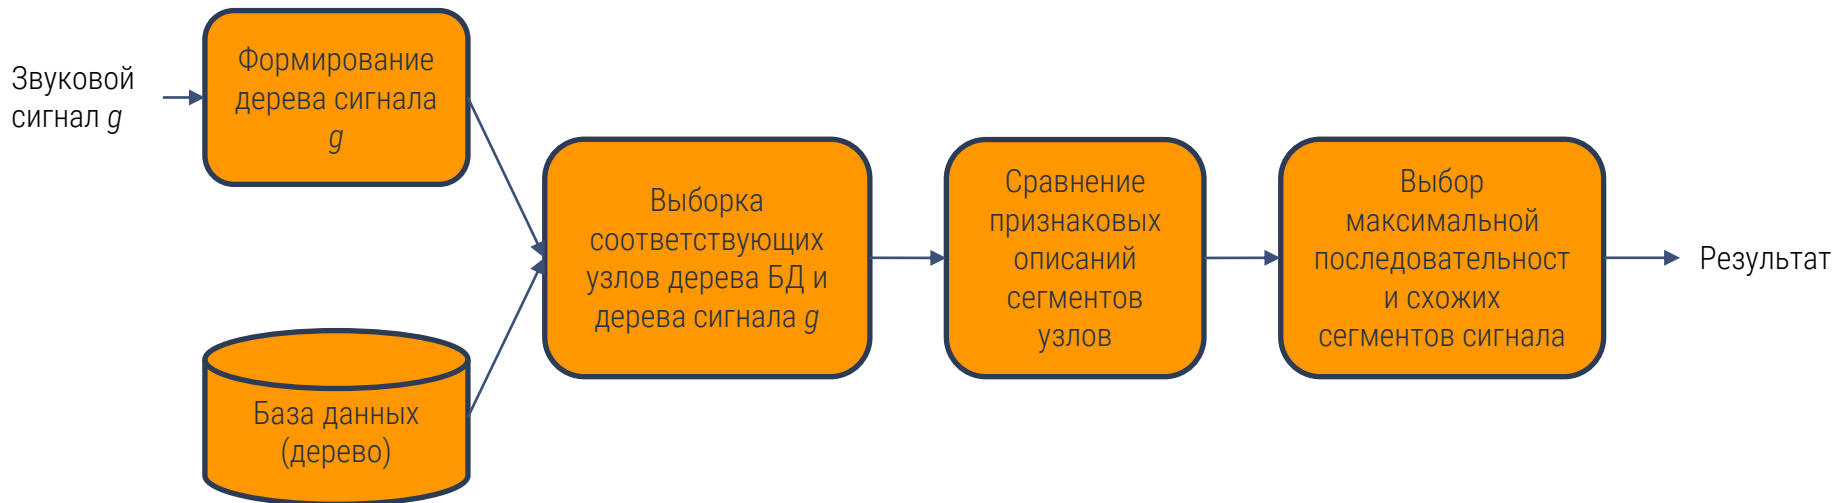 Звуковой
сигнал g
Формирование
дерева сигнала
g
База данных
(дерево)
Выборка
соответствующих
узлов дерева БД и
дерева сигнала g
Сравнение
признаковых
описаний
сегментов
узлов
Выбор
максимальной
последовательност
и схожих
сегментов сигнала
Результат